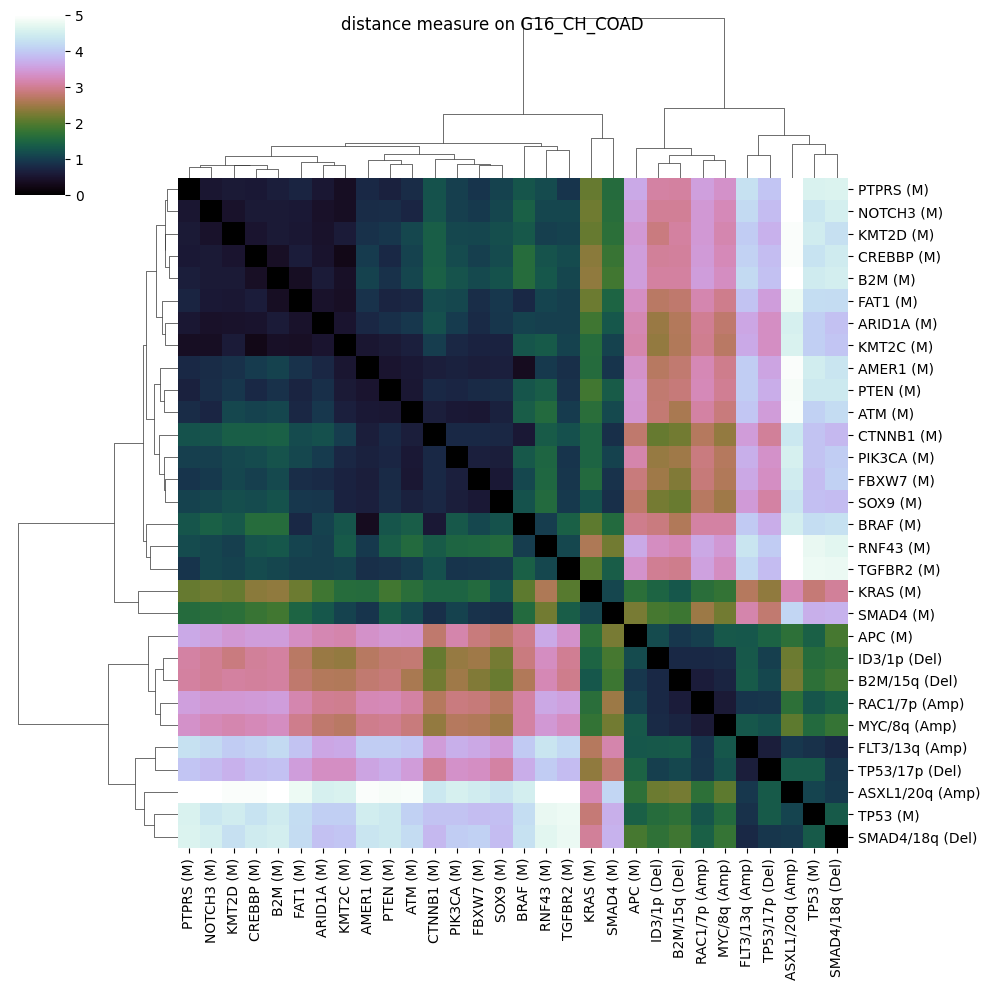 distance measure on G16_CH_COAD
5
4
3
2
1
0
PTPRS (M)
NOTCH3 (M)
KMT2D (M)
CREBBP (M)
B2M (M)
FAT1 (M)
ARID1A (M)
KMT2C (M)
AMER1 (M)
PTEN (M)
ATM (M)
CTNNB1 (M)
PIK3CA (M)
FBXW7 (M)
SOX9 (M)
BRAF (M)
RNF43 (M)
TGFBR2 (M)
KRAS (M)
SMAD4 (M)
APC (M)
ID3/1p (Del)
B2M/15q (Del)
RAC1/7p (Amp)
MYC/8q (Amp)
FLT3/13q (Amp)
TP53/17p (Del)
ASXL1/20q (Amp)
TP53 (M)
SMAD4/18q (Del)
PTPRS (M)
NOTCH3 (M)
KMT2D (M)
CREBBP (M)
B2M (M)
FAT1 (M)
ARID1A (M)
KMT2C (M)
AMER1 (M)
PTEN (M)
ATM (M)
CTNNB1 (M)
PIK3CA (M)
FBXW7 (M)
SOX9 (M)
BRAF (M)
RNF43 (M)
TGFBR2 (M)
KRAS (M)
SMAD4 (M)
APC (M)
ID3/1p (Del)
B2M/15q (Del)
RAC1/7p (Amp)
MYC/8q (Amp)
FLT3/13q (Amp)
TP53/17p (Del)
ASXL1/20q (Amp)
TP53 (M)
SMAD4/18q (Del)